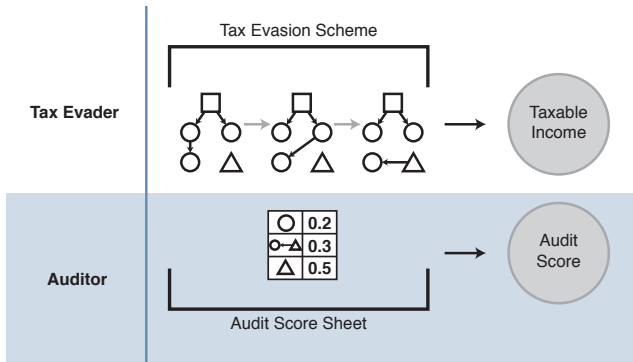 Tax Evasion Scheme
Tax Evader
Taxable
Income
0.2
0.3
0.5
Audit
Score
Auditor
Audit Score Sheet